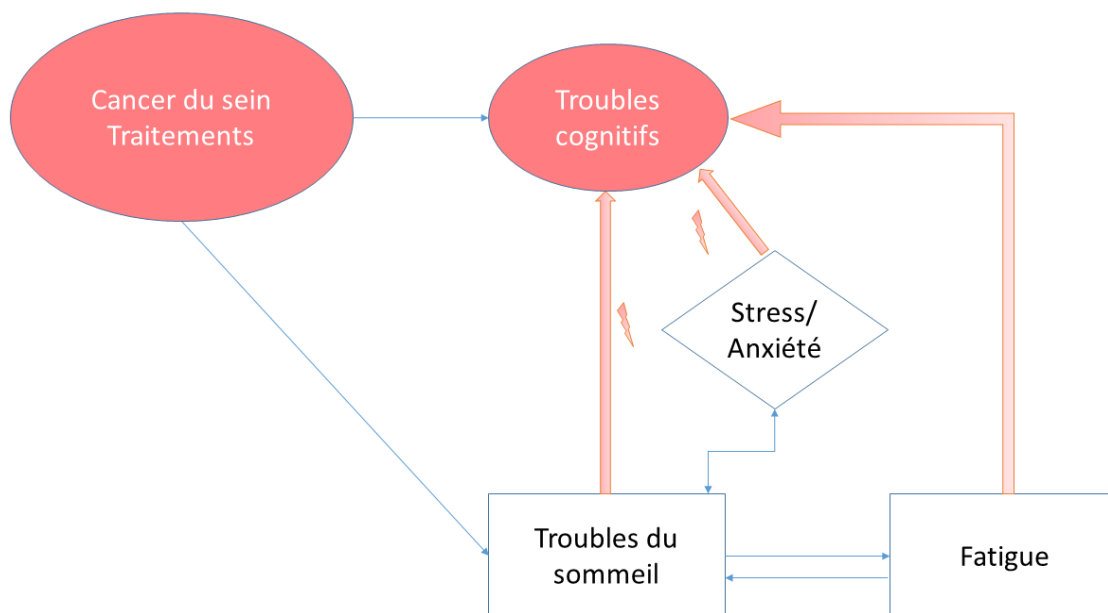 Cancer du sein
Traitements
Troubles
cognitifs
Stress/
Anxiété
Troubles du
sommeil
Fatigue